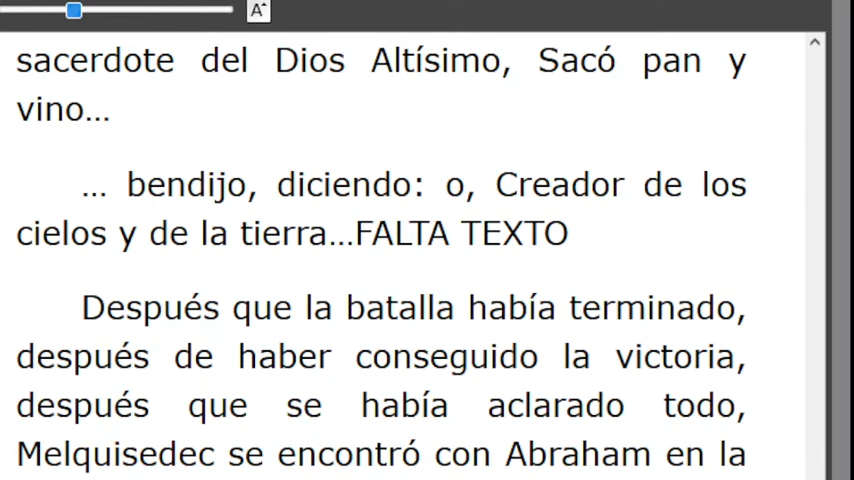 A
sacerdote del Dios Altísimo, Sacó pan y
vino...
... bendijo, diciendo: o, Creador de los
cielos y de la tierra...FALTA TEXTO
Después que la batalla había terminado,
después de haber conseguido la victoria,
después que se había aclarado todo,
Melquisedec se encontró con Abraham en la